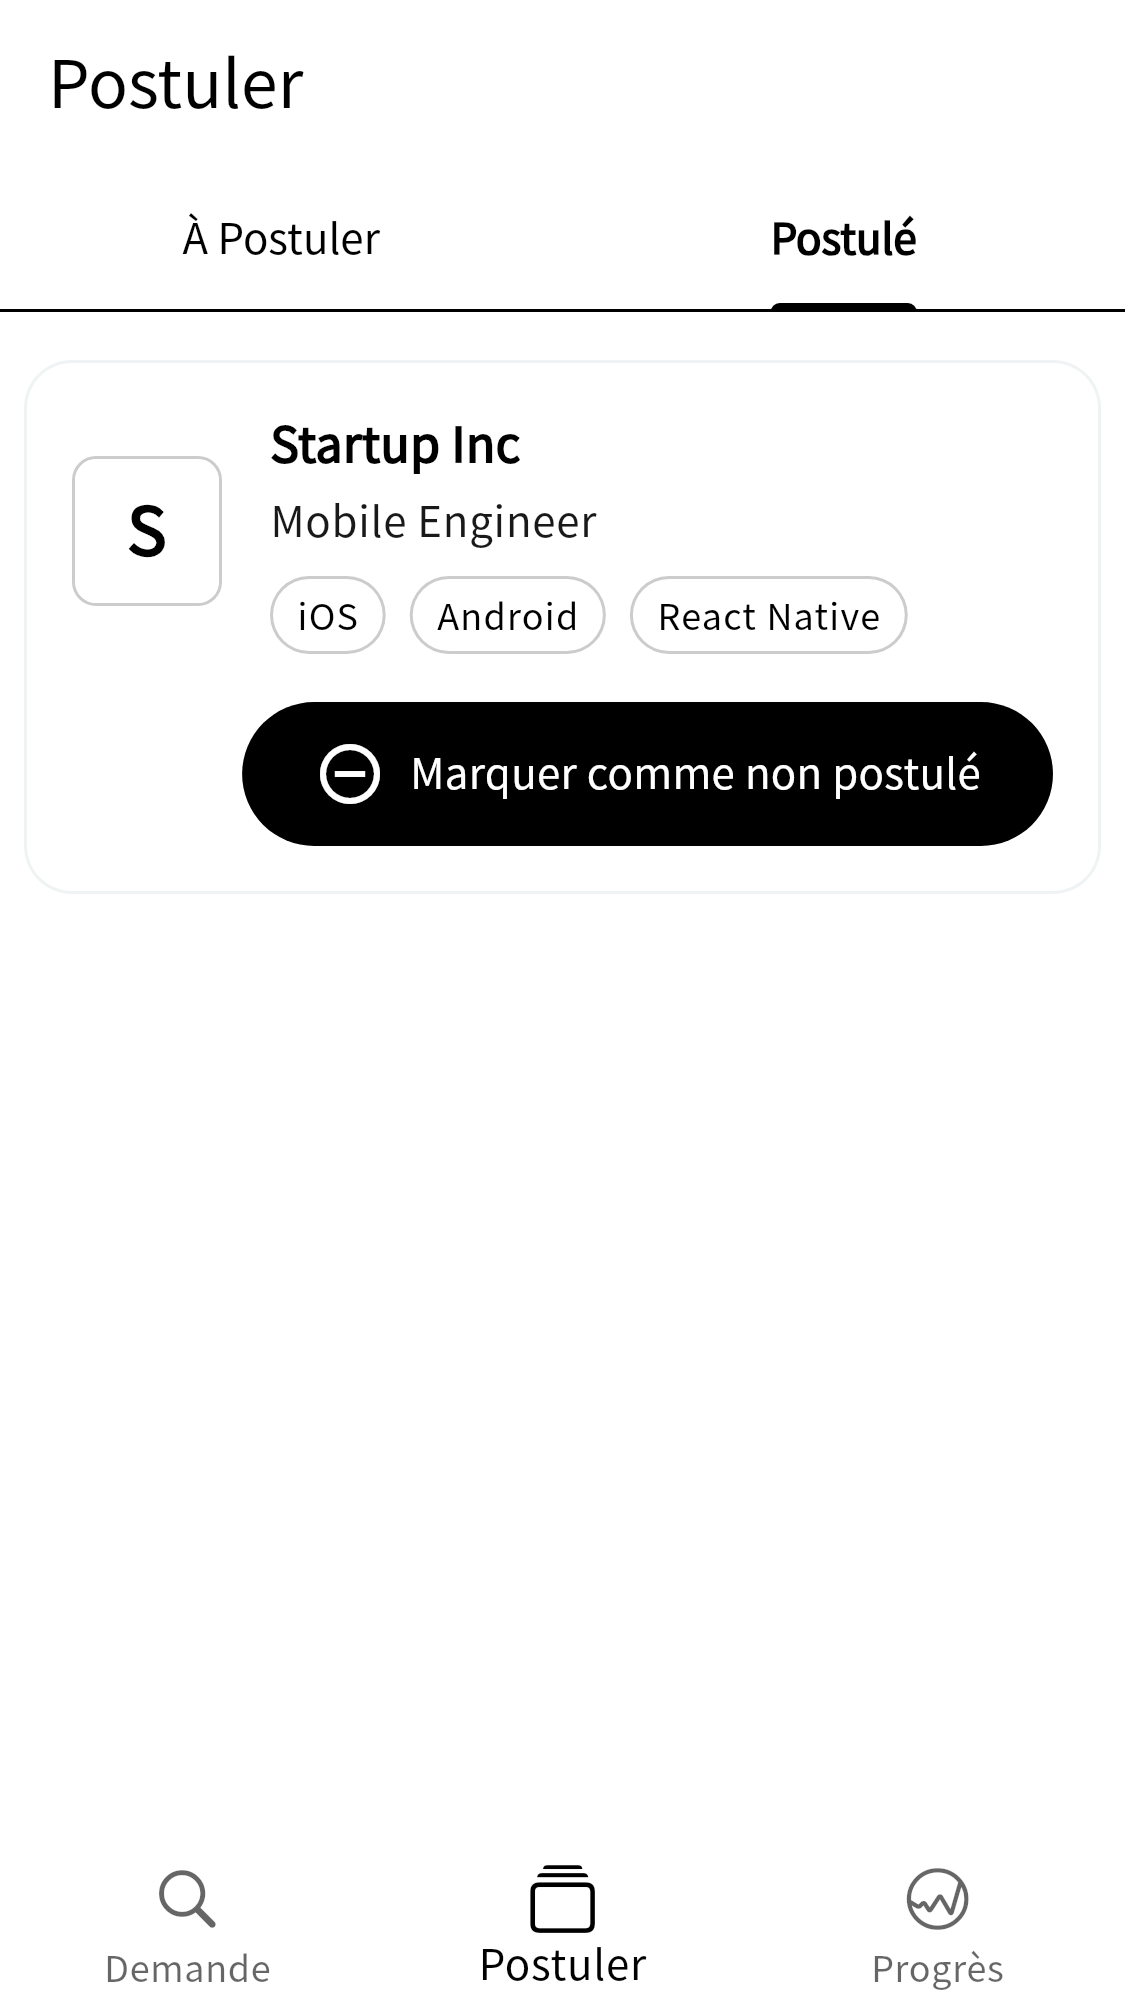 Postuler
À Postuler
Postulé
Startup Inc
S
Mobile Engineer
iOS
Android
React Native
Marquer comme non postulé
Demande
Postuler
Progrès